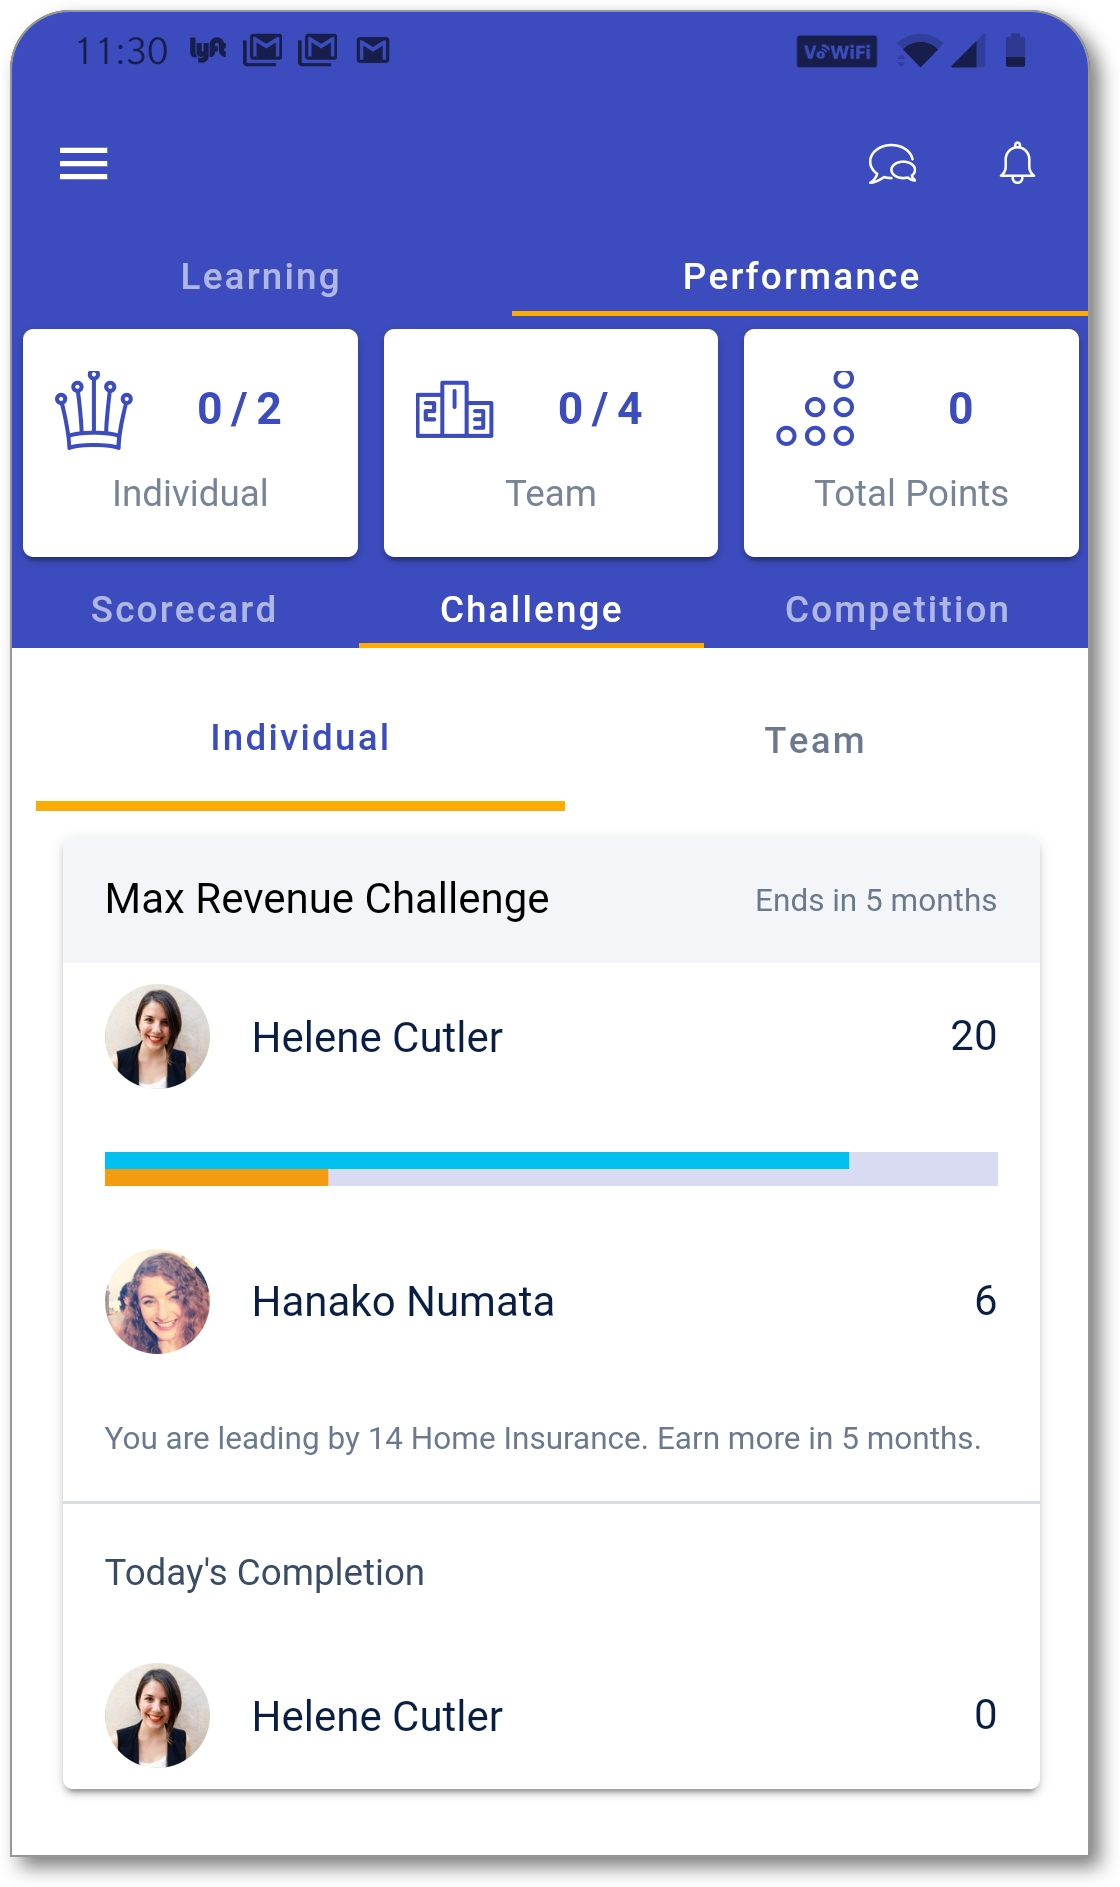 11:30 lyft VoWiFi
Learning Performance
0 / 2 0 / 4 0
Individual Team Total Points
Scorecard Challenge Competition
Individual Team
Max Revenue Challenge Ends in 5 months
Helene Cutler 20
Hanako Numata 6
You are leading by 14 Home Insurance. Earn more in 5 months.
Today's Completion
Helene Cutler 0